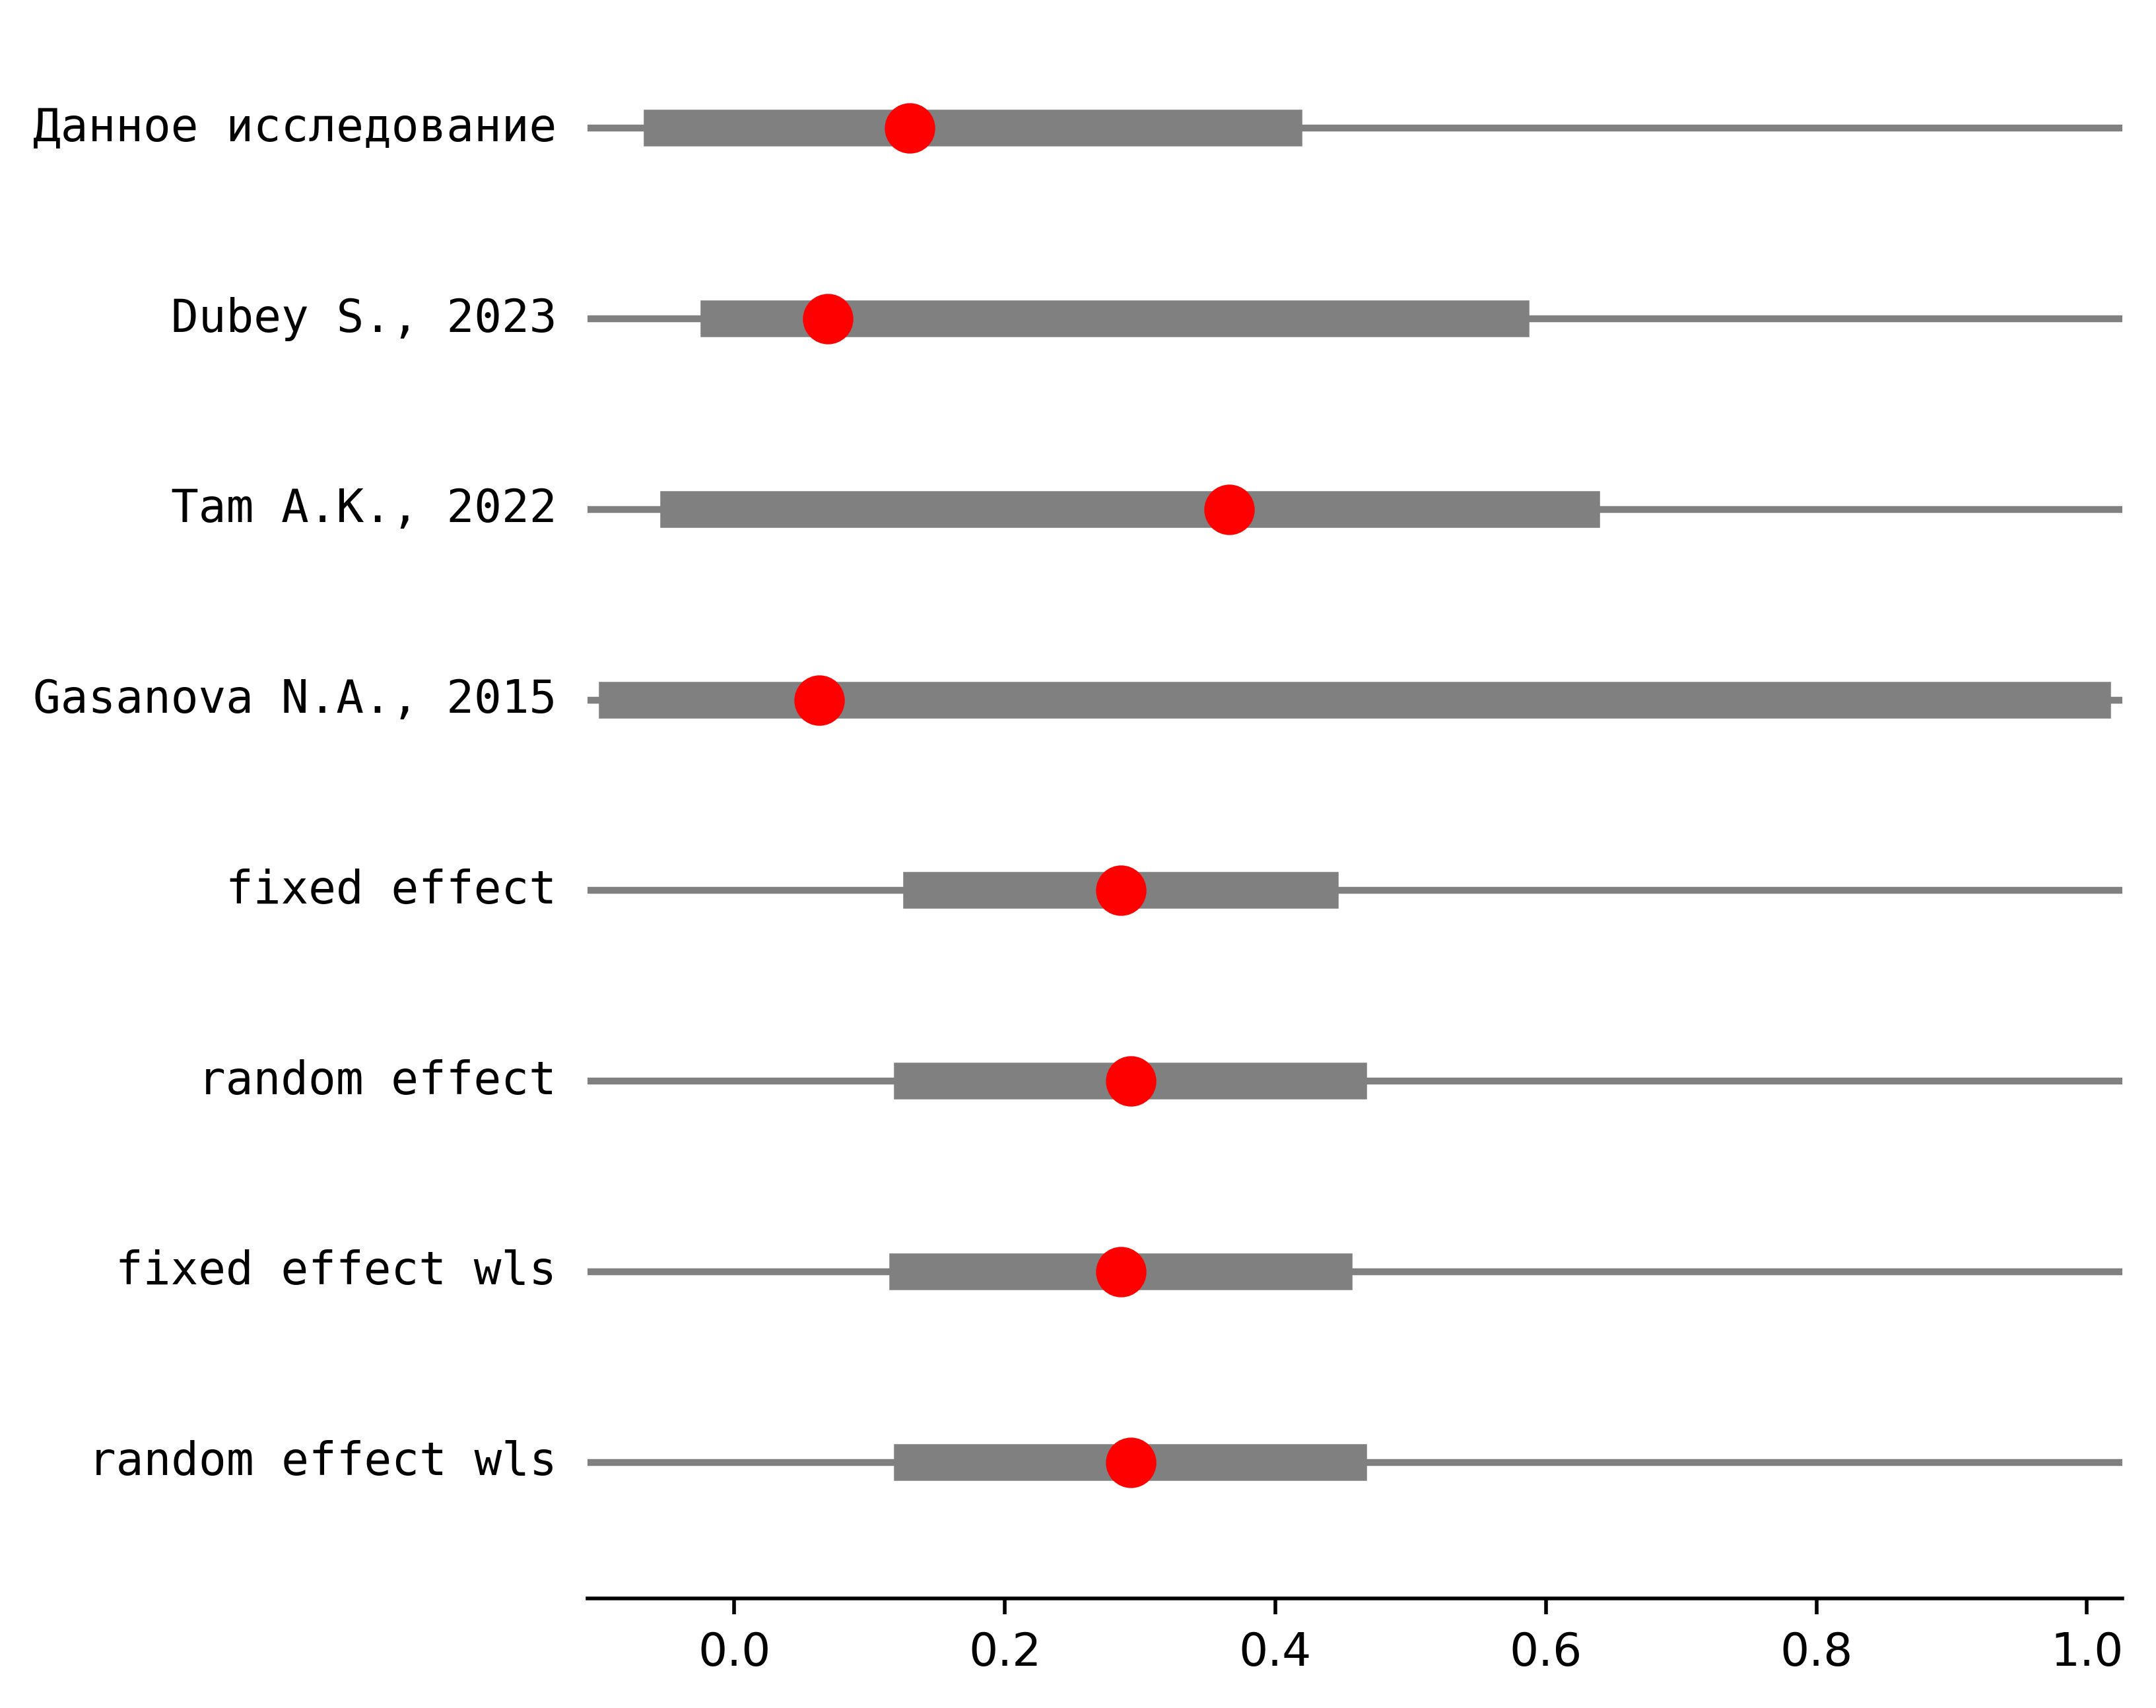 Данное исследование
Dubey S., 2023
Tam A.K., 2022
Gasanova N.A., 2015
fixed effect
random effect
fixed effect wls
random effect wls
0.0 0.2 0.4 0.6 0.8 1.0